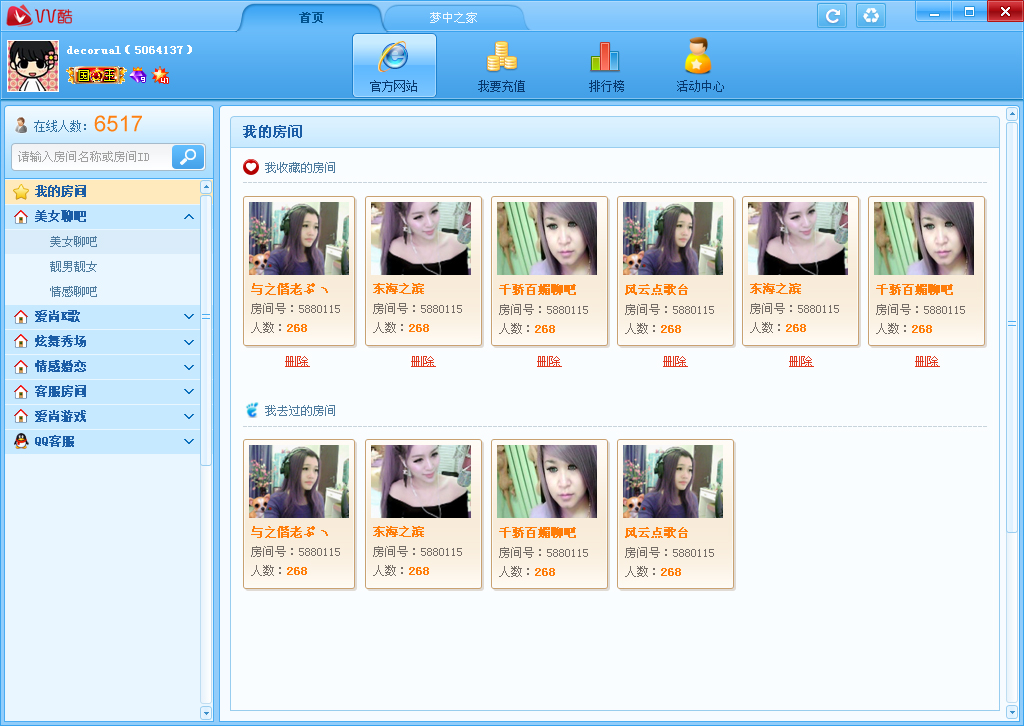 VV酷
首页
梦中之家
decorual ( 5064137 )
国王
官方网站
我要充值
排行榜
活动中心
在线人数: 6517
请输入房间名称或房间ID
我的房间
美女聊吧
美女聊吧
靓男靓女
情感聊吧
爱尚K歌
炫舞秀场
情感婚恋
客服房间
爱尚游戏
QQ客服
我的房间
我收藏的房间
与之偕老ぷヽ
房间号：5880115
人数：268
删除
东海之滨
房间号：5880115
人数：268
删除
千骄百媚聊吧
房间号：5880115
人数：268
删除
风云点歌台
房间号：5880115
人数：268
删除
东海之滨
房间号：5880115
人数：268
删除
千骄百媚聊吧
房间号：5880115
人数：268
删除
我去过的房间
与之偕老ぷヽ
房间号：5880115
人数：268
东海之滨
房间号：5880115
人数：268
千骄百媚聊吧
房间号：5880115
人数：268
风云点歌台
房间号：5880115
人数：268